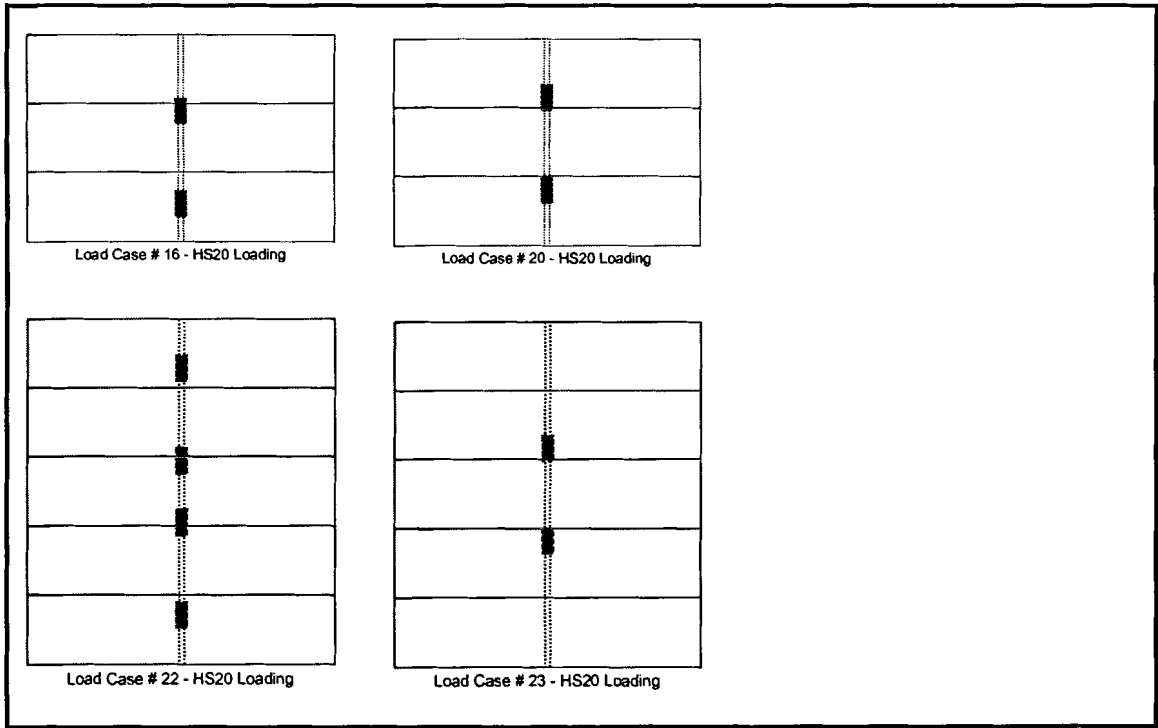 Load Case # 16 - HS20 Loading
Load Case # 20 - HS20 Loading
Load Case # 22 - HS20 Loading
Load Case # 23 - HS20 Loading